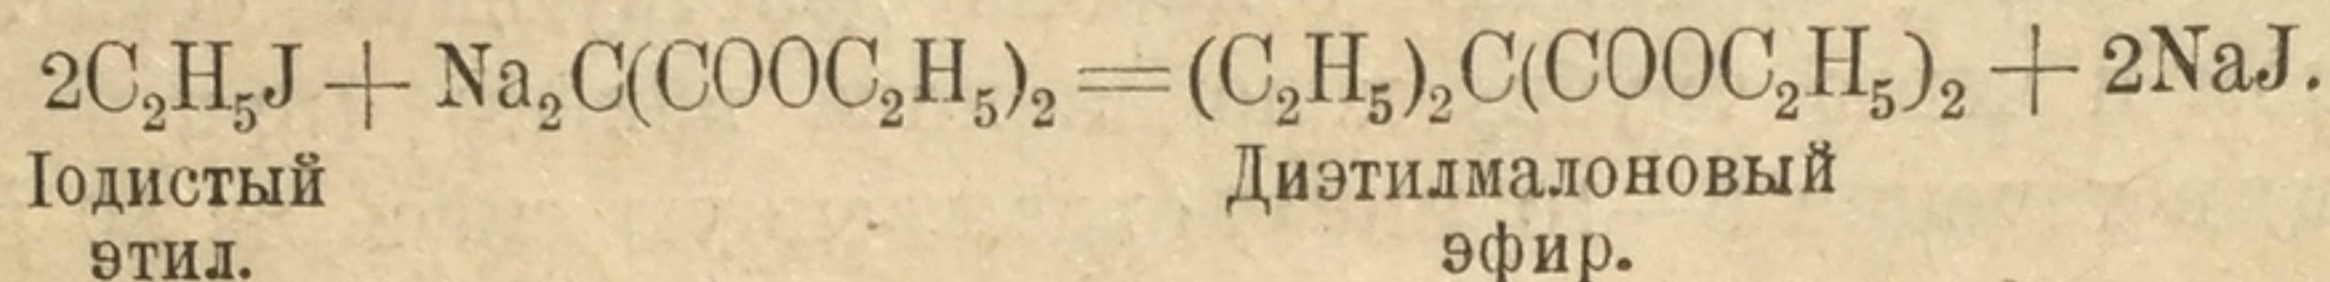 2C₂H₅J + Na₂C(COOC₂H₅)₂ = (C₂H₅)₂C(COOC₂H₅)₂ + 2NaJ.
Іодистый Диэтилмалоновый
этил. эфир.